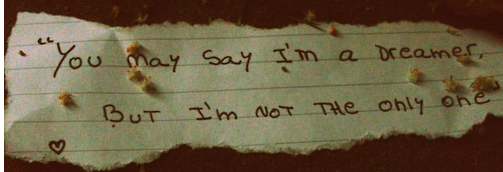 "You may say I'm a Dreamer,
But I'm not the only one"